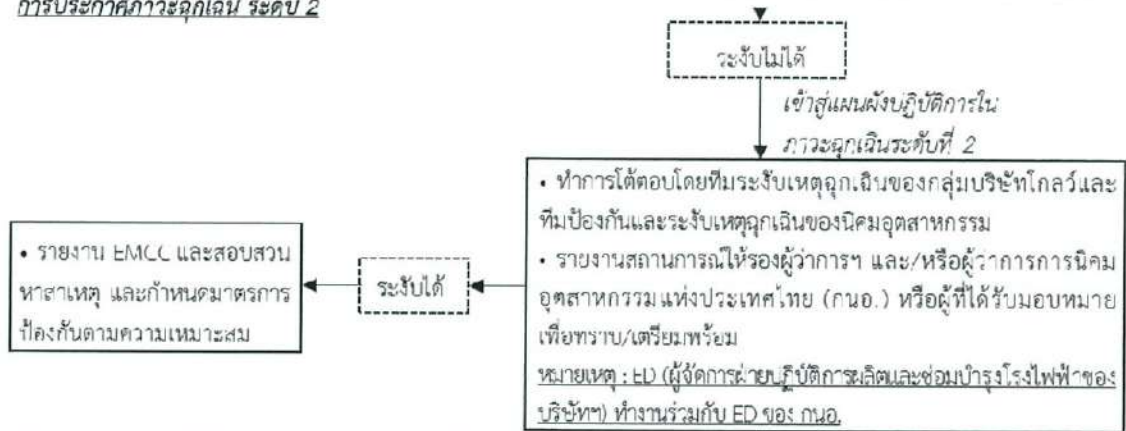 การประกาศภาวะฉุกเฉิน ระดับ 2
ระงับไม่ได้
เข้าสู่แผนผังปฏิบัติการใน
ภาวะฉุกเฉินระดับที่ 2
• ทำการโต้ตอบโดยทีมระงับเหตุฉุกเฉินของกลุ่มบริษัทโกลว์และ
ทีมป้องกันและระงับเหตุฉุกเฉินของนิคมอุตสาหกรรม
• รายงานสถานการณ์ให้รองผู้ว่าการฯ และ/หรือผู้ว่าการการนิคม
อุตสาหกรรมแห่งประเทศไทย (กนอ.) หรือผู้ที่ได้รับมอบหมาย
เพื่อทราบ/เตรียมพร้อม
หมายเหตุ : ED (ผู้จัดการฝ่ายปฏิบัติการผลิตและซ่อมบำรุงโรงไฟฟ้าของ
บริษัทฯ) ทำงานร่วมกับ ED ของ กนอ.
ระงับได้
• รายงาน EMCC และสอบสวน
หาสาเหตุ และกำหนดมาตรการ
ป้องกันตามความเหมาะสม